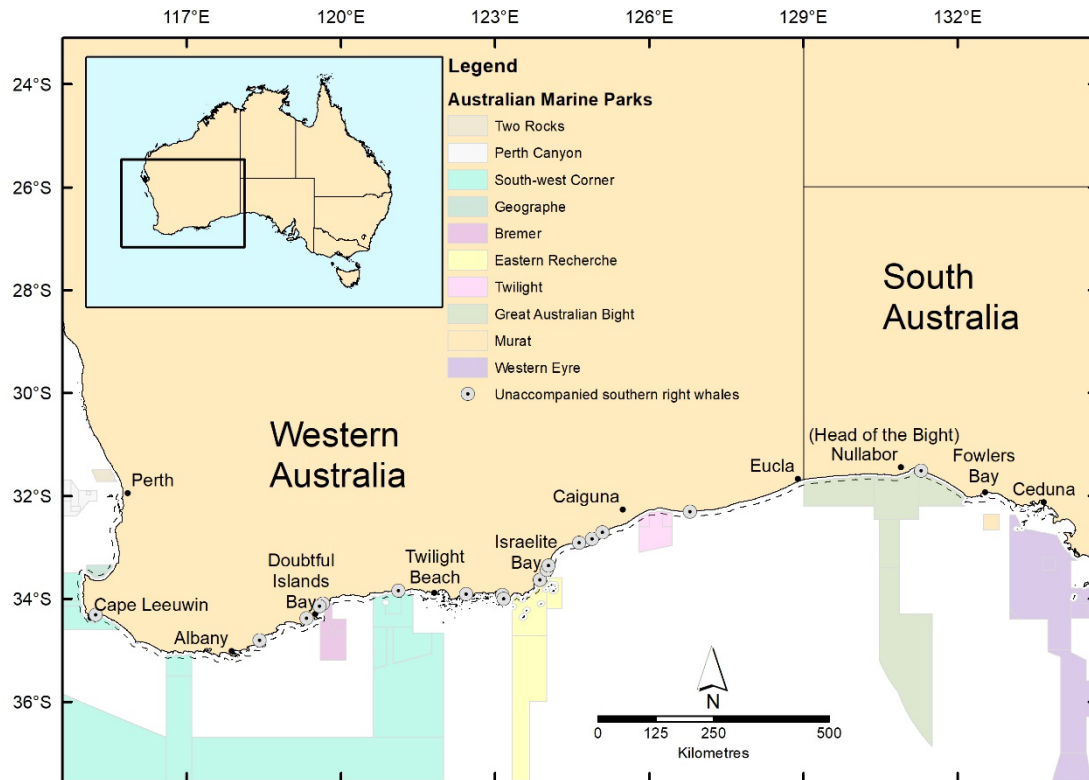 117°E
120°E
123°E
126°E
129°E
132°E
24°S
26°S
28°S
30°S
32°S
34°S
36°S
Legend
Australian Marine Parks
Two Rocks
Perth Canyon
South-west Corner
Geographe
Bremer
Eastern Recherche
Twilight
Great Australian Bight
Murat
Western Eyre
Unaccompanied southern right whales
South
Australia
Western
Australia
(Head of the Bight)
Nullabor
Fowlers
Bay
Ceduna
Eucla
Perth
Caiguna
Israelite
Bay
Twilight
Beach
Doubtful
Islands
Bay
Cape Leeuwin
Albany
N
0
125
250
500
Kilometres